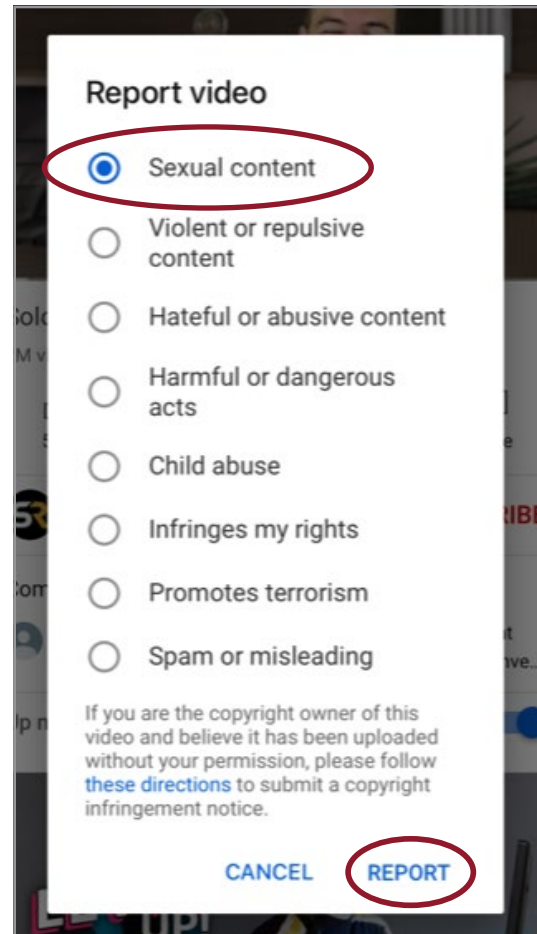 Report video
Sexual content
Violent or repulsive
content
Hateful or abusive content
Harmful or dangerous
acts
Child abuse
Infringes my rights
Promotes terrorism
Spam or misleading
If you are the copyright owner of this
video and believe it has been uploaded
without your permission, please follow
these directions to submit a copyright
infringement notice.
CANCEL REPORT